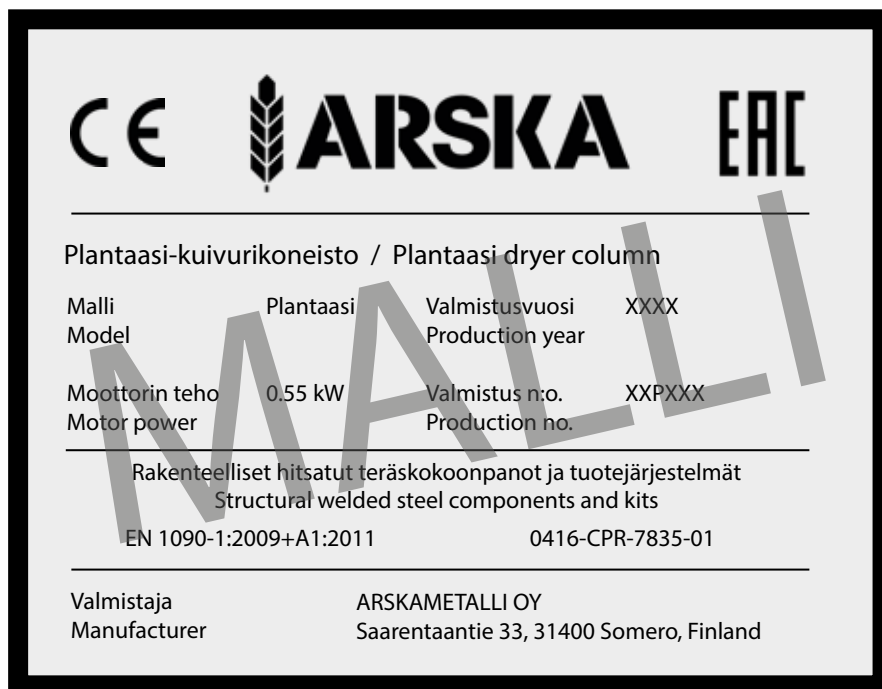 CE ARSKA EAC
Plantaasi-kuivurikoneisto / Plantaasi dryer column
Malli Plantaasi Valmistusvuosi XXXX
Model Production year
Moottorin teho 0.55 kW Valmistus n:o. XXPXXX
Motor power Production no.
MALLI
Rakenteelliset hitsatut teräskokoonpanot ja tuotejärjestelmät
Structural welded steel components and kits
EN 1090-1:2009+A1:2011 0416-CPR-7835-01
Valmistaja ARSKAMETALLI OY
Manufacturer Saarentaantie 33, 31400 Somero, Finland